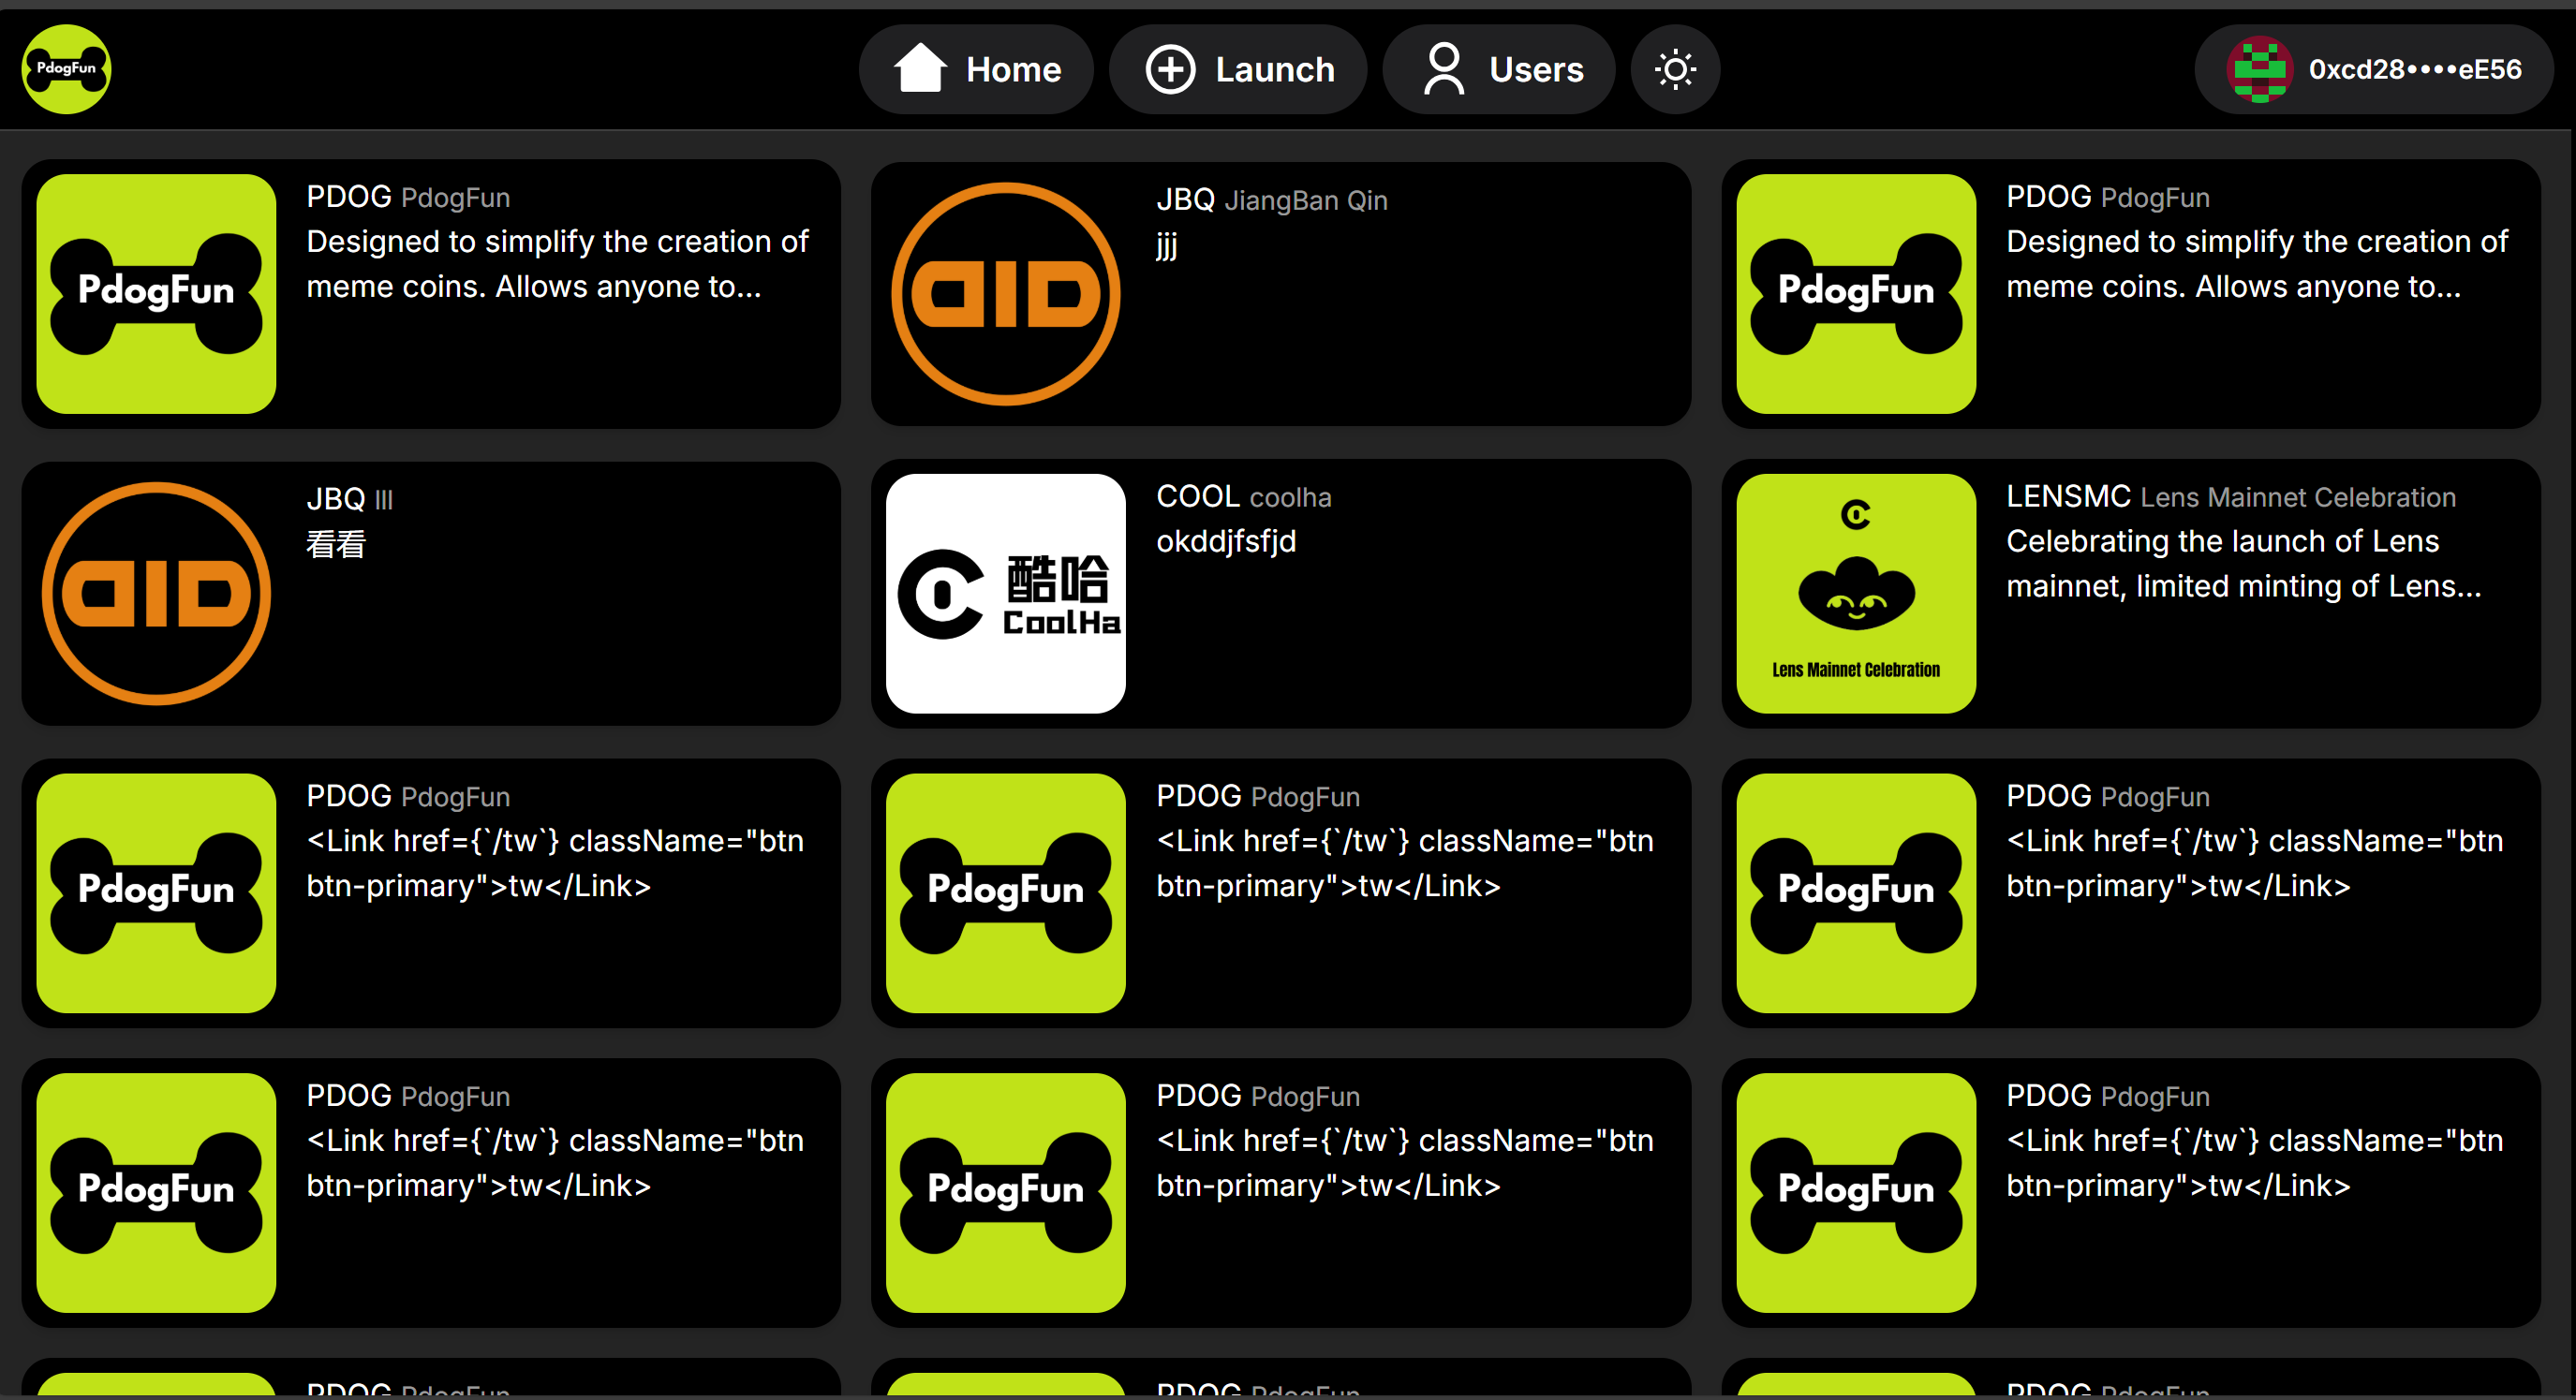 PdogFun
Home
Launch
Users
0xcd28••••eE56
PdogFun
PDOG PdogFun
Designed to simplify the creation of
meme coins. Allows anyone to...
JBQ JiangBan Qin
jjj
PdogFun
PDOG PdogFun
Designed to simplify the creation of
meme coins. Allows anyone to...
JBQ lll
看看
酷哈
CoolHa
COOL coolha
okddjfsfjd
Lens Mainnet Celebration
LENSMC Lens Mainnet Celebration
Celebrating the launch of Lens
mainnet, limited minting of Lens...
PdogFun
PDOG PdogFun
<Link href={`/tw`} className="btn
btn-primary">tw</Link>
PdogFun
PDOG PdogFun
<Link href={`/tw`} className="btn
btn-primary">tw</Link>
PdogFun
PDOG PdogFun
<Link href={`/tw`} className="btn
btn-primary">tw</Link>
PdogFun
PDOG PdogFun
<Link href={`/tw`} className="btn
btn-primary">tw</Link>
PdogFun
PDOG PdogFun
<Link href={`/tw`} className="btn
btn-primary">tw</Link>
PdogFun
PDOG PdogFun
<Link href={`/tw`} className="btn
btn-primary">tw</Link>
PDOG PdogFun
PDOG PdogFun
PDOG PdogFun